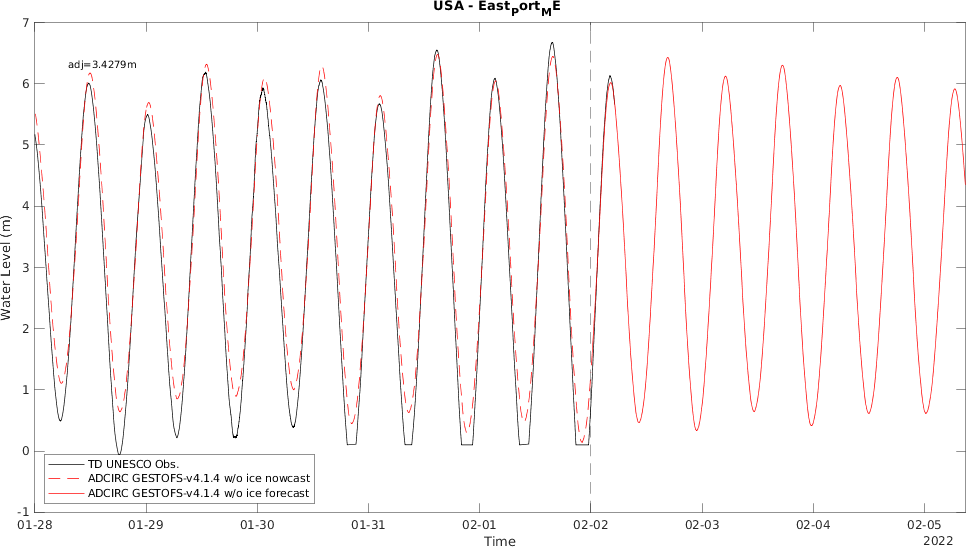 USA - EastPortME
7
6
5
4
3
2
1
0
-1
Water Level (m)
adj=3.4279m
TD UNESCO Obs.
ADCIRC GESTOFS-v4.1.4 w/o ice nowcast
ADCIRC GESTOFS-v4.1.4 w/o ice forecast
01-28 01-29 01-30 01-31 02-01 02-02 02-03 02-04 02-05
Time
2022